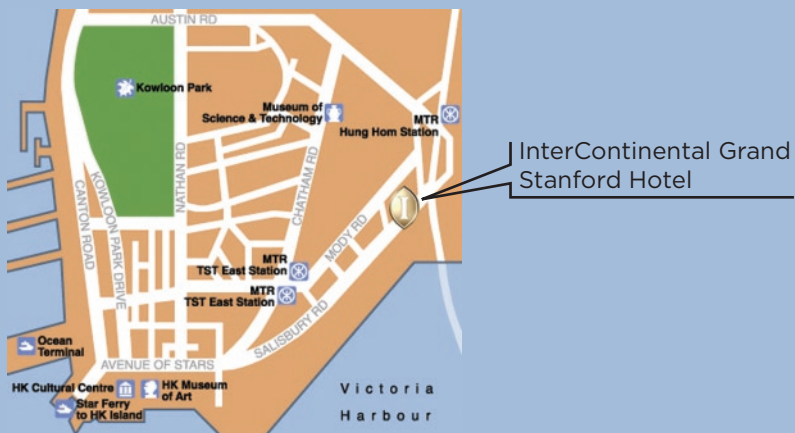 AUSTIN RD
Kowloon Park
Museum of
Science & Technology
MTR
Hung Hom Station
InterContinental Grand
Stanford Hotel
I
CANTON ROAD
KOWLOON PARK DRIVE
NATHAN RD
CHATHAM RD
MODY RD
MTR
TST East Station
MTR
TST East Station
SALISBURY RD
Ocean
Terminal
AVENUE OF STARS
HK Cultural Centre
HK Museum
of Art
Star Ferry
to HK Island
Victoria
Harbour